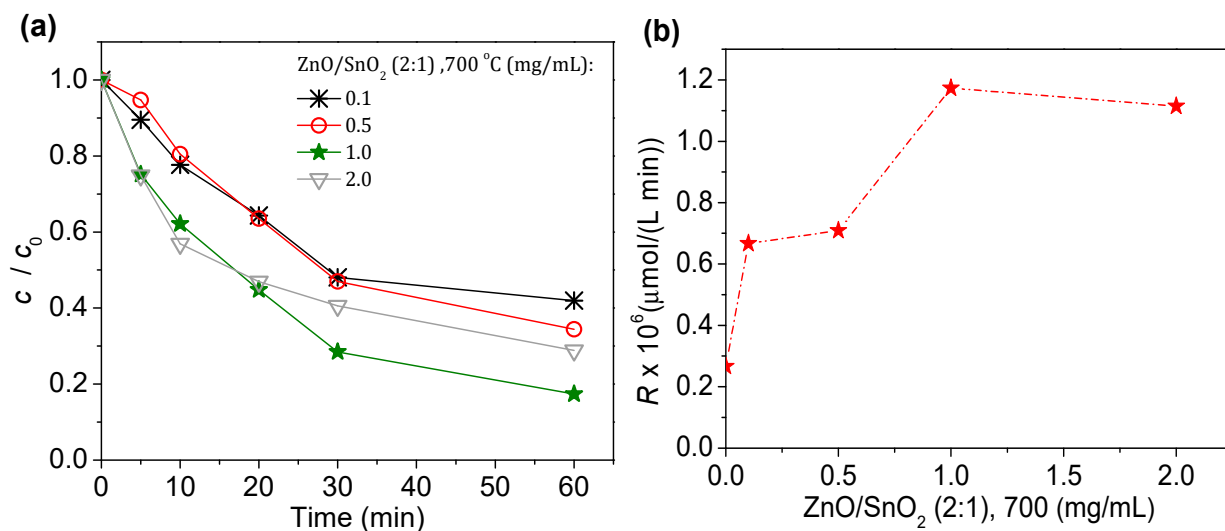 (a)
ZnO/SnO₂ (2:1) ,700 °C (mg/mL):
0.1
0.5
1.0
2.0
1.0
0.8
0.6
0.4
0.2
0.0
c / c₀
0 10 20 30 40 50 60
Time (min)
(b)
1.2
1.0
0.8
0.6
0.4
0.2
0.0
R x 10⁶ (μmol/(L min))
0.0 0.5 1.0 1.5 2.0
ZnO/SnO₂ (2:1), 700 (mg/mL)